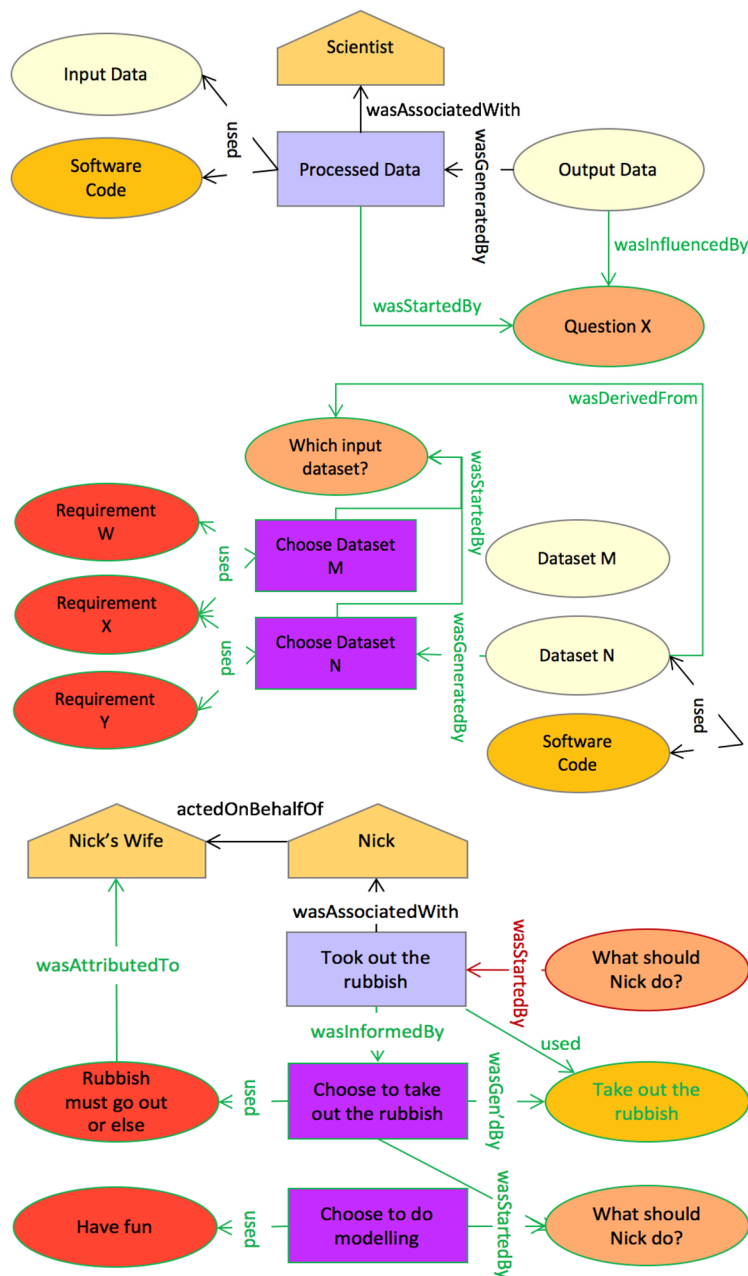 Scientist
Input Data
wasAssociatedWith
used
Software
Code
Processed Data
wasGeneratedBy
Output Data
wasInfluencedBy
wasStartedBy
Question X
wasDerivedFrom
Which input
dataset?
wasStartedBy
Requirement
W
used
Choose Dataset
M
Dataset M
Requirement
X
used
Choose Dataset
N
wasGeneratedBy
Dataset N
Requirement
Y
used
Software
Code
actedOnBehalfOf
Nick's Wife
Nick
wasAssociatedWith
wasAttributedTo
Took out the
rubbish
wasStartedBy
What should
Nick do?
wasInformedBy
used
Rubbish
must go out
or else
used
Choose to take
out the rubbish
wasGen'dBy
Take out the
rubbish
wasStartedBy
Have fun
used
Choose to do
modelling
What should
Nick do?